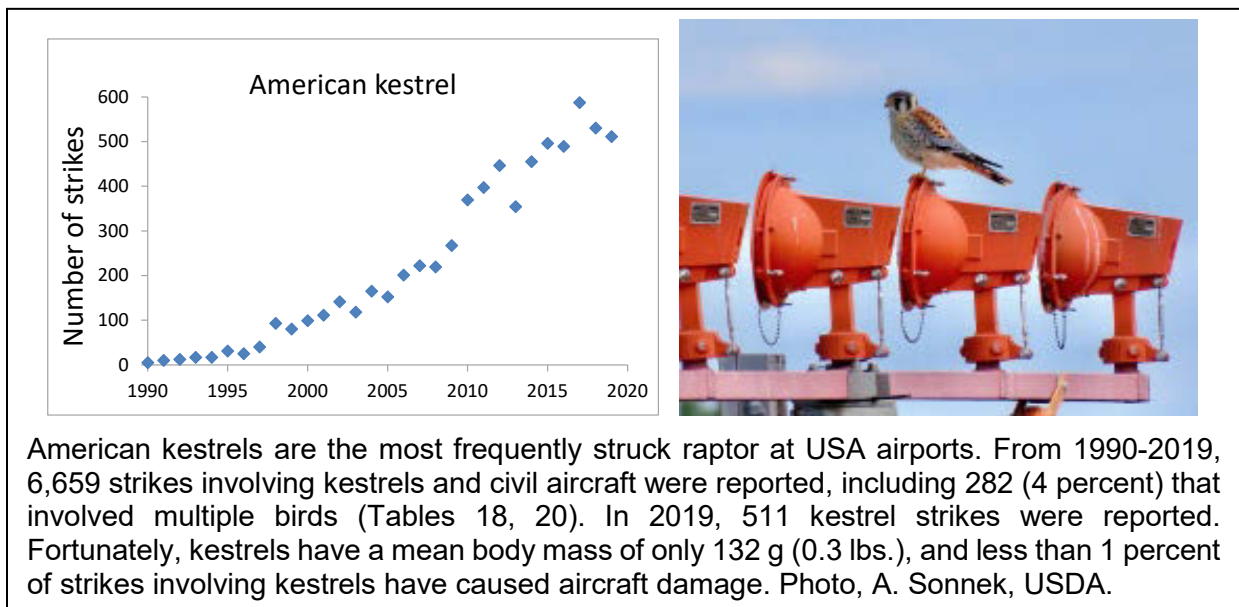 American kestrel
Number of strikes
600
500
400
300
200
100
0
1990
1995
2000
2005
2010
2015
2020
American kestrels are the most frequently struck raptor at USA airports. From 1990-2019,
6,659 strikes involving kestrels and civil aircraft were reported, including 282 (4 percent) that
involved multiple birds (Tables 18, 20). In 2019, 511 kestrel strikes were reported.
Fortunately, kestrels have a mean body mass of only 132 g (0.3 lbs.), and less than 1 percent
of strikes involving kestrels have caused aircraft damage. Photo, A. Sonnek, USDA.